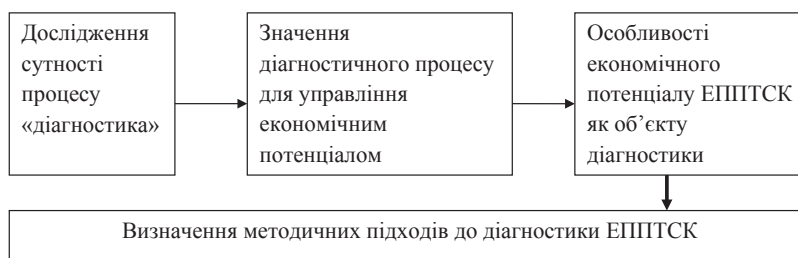 Дослідження
сутності
процесу
«діагностика»
Значення
діагностичного процесу
для управління
економічним
потенціалом
Особливості
економічного
потенціалу ЕППТСК
як об’єкту
діагностики
Визначення методичних підходів до діагностики ЕППТСК